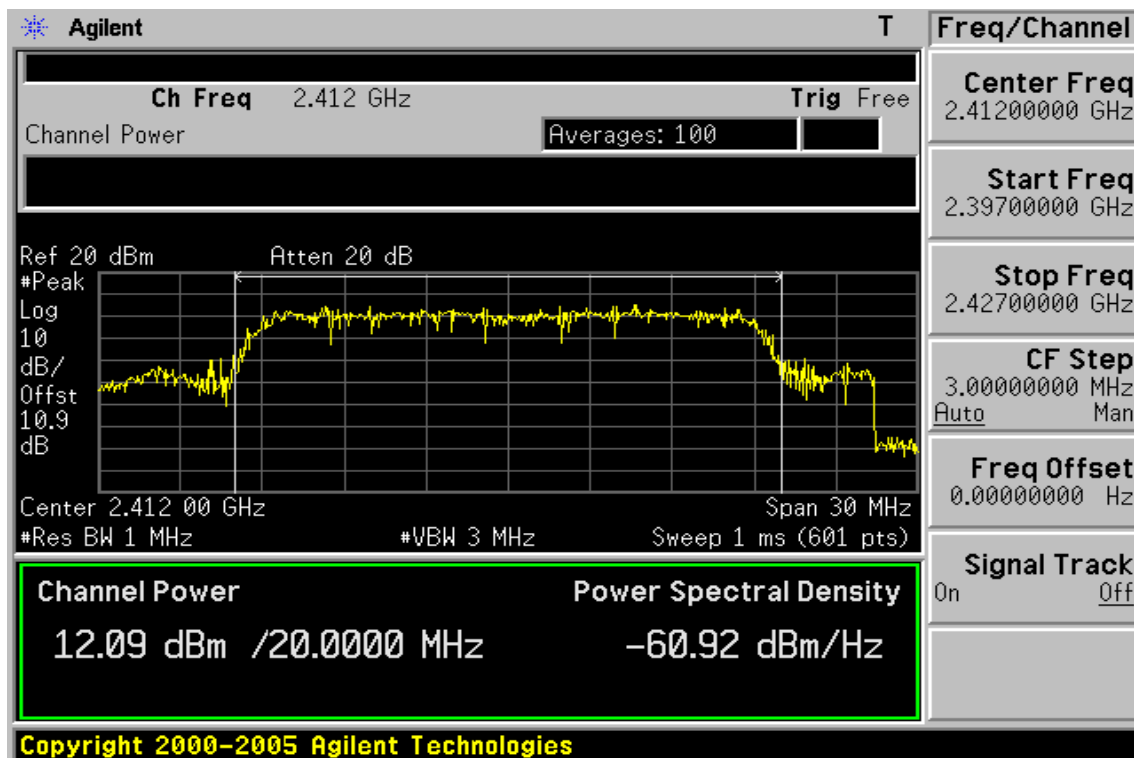 Agilent T
Ch Freq 2.412 GHz Trig Free
Channel Power Averages: 100
Ref 20 dBm Atten 20 dB
#Peak
Log
10
dB/
Offst
10.9
dB
Center 2.412 00 GHz Span 30 MHz
#Res BW 1 MHz #VBW 3 MHz Sweep 1 ms (601 pts)
Channel Power Power Spectral Density
12.09 dBm /20.0000 MHz -60.92 dBm/Hz
Copyright 2000-2005 Agilent Technologies
Freq/Channel
Center Freq
2.41200000 GHz
Start Freq
2.39700000 GHz
Stop Freq
2.42700000 GHz
CF Step
3.00000000 MHz
Auto Man
Freq Offset
0.00000000 Hz
Signal Track
On Off